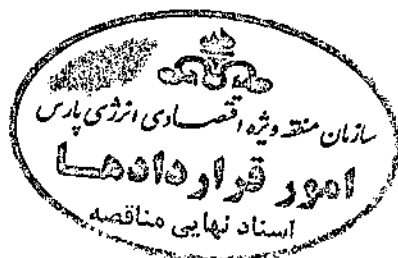 سازمان منطقه ویژه اقتصادی انرژی پارس
امور قراردادها
اسناد نهایی مناقصه